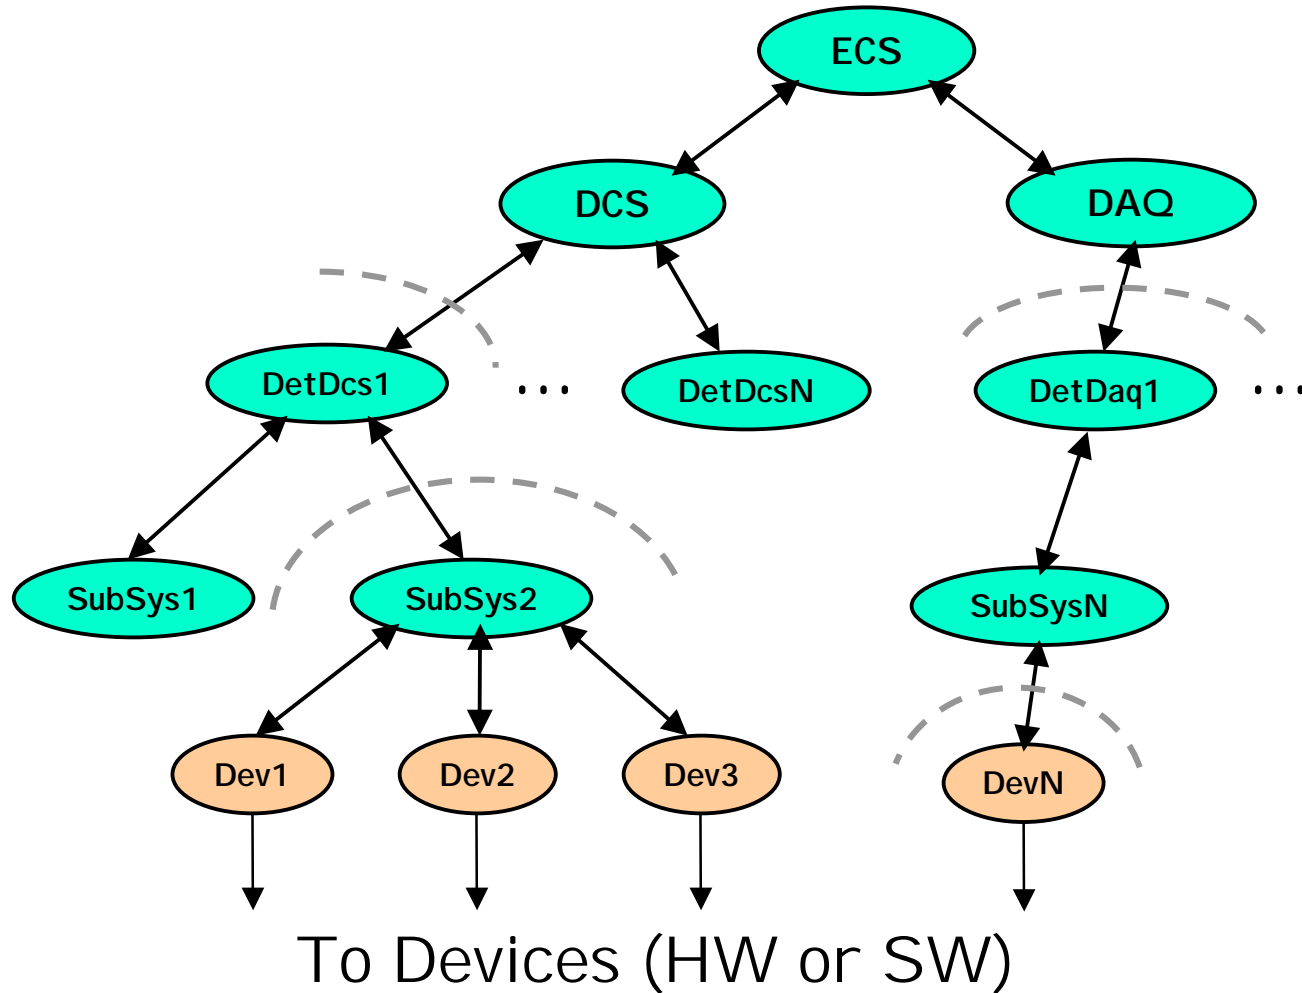 ECS
DCS
DAQ
DetDcs1
...
DetDcsN
DetDaq1
...
SubSys1
SubSys2
SubSysN
Dev1
Dev2
Dev3
DevN
To Devices (HW or SW)